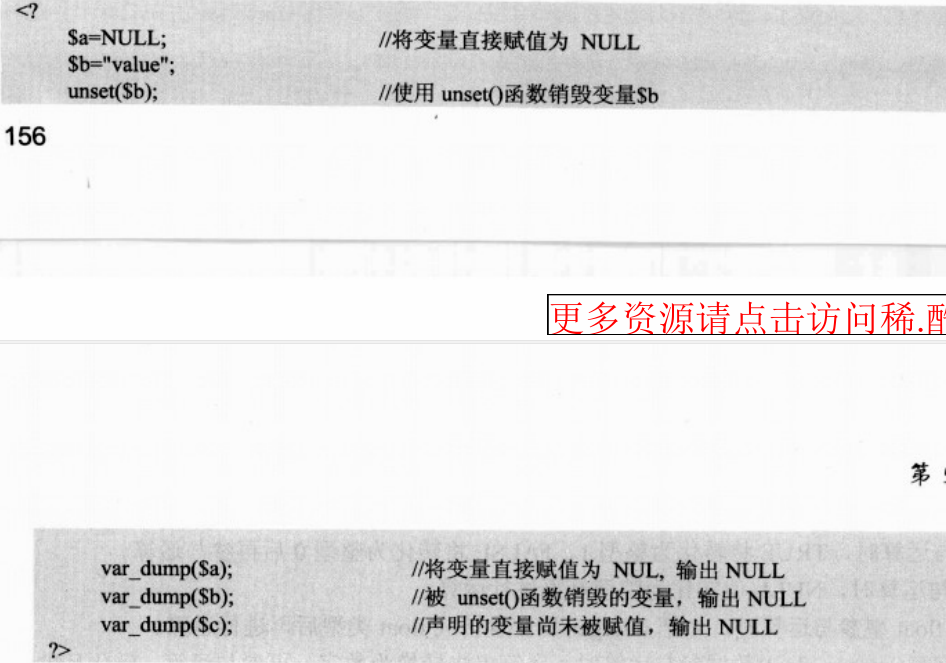 <?
$a=NULL; //将变量直接赋值为 NULL
$b="value";
unset($b); //使用 unset()函数销毁变量$b
156
更多资源请点击访问稀.酷
第
var_dump($a); //将变量直接赋值为 NUL, 输出 NULL
var_dump($b); //被 unset()函数销毁的变量，输出 NULL
var_dump($c); //声明的变量尚未被赋值，输出 NULL
?>